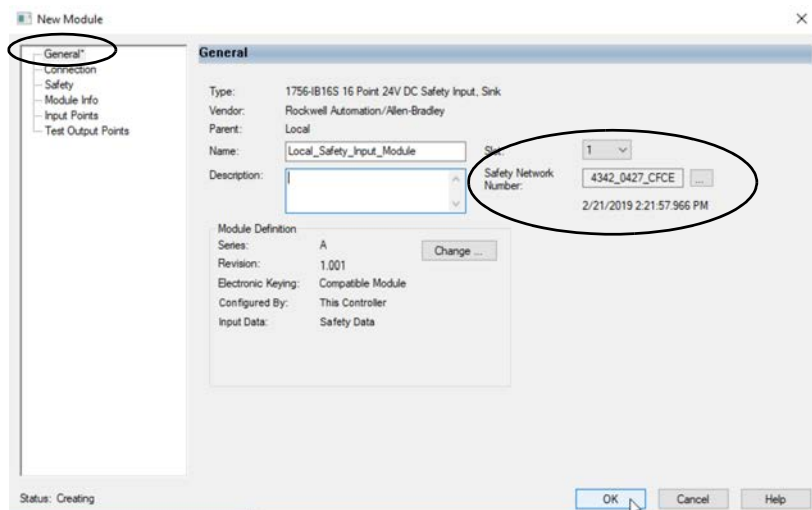 New Module
General*
Connection
Safety
Module Info
Input Points
Test Output Points
General
Type: 1756-IB16S 16 Point 24V DC Safety Input, Sink
Vendor: Rockwell Automation/Allen-Bradley
Parent: Local
Name: Local_Safety_Input_Module
Slot: 1
Description:
Safety Network Number: 4342_0427_CFCE ...
2/21/2019 2:21:57.966 PM
Module Definition
Series: A
Change ...
Revision: 1.001
Electronic Keying: Compatible Module
Configured By: This Controller
Input Data: Safety Data
Status: Creating
OK
Cancel
Help